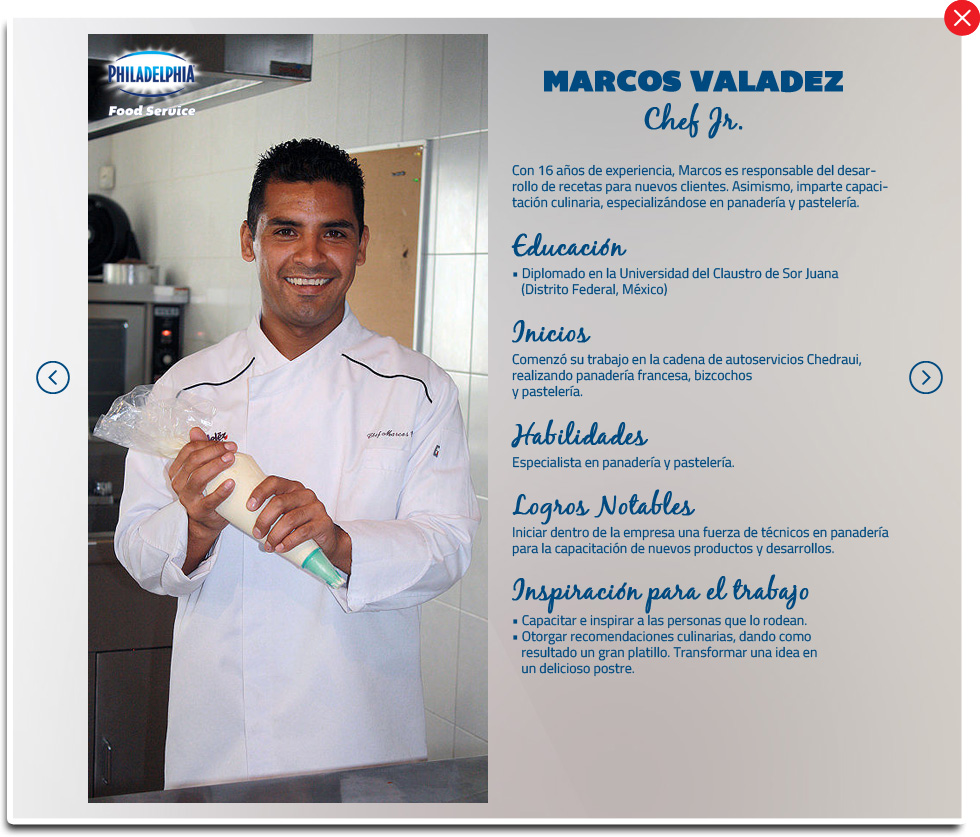 PHILADELPHIA
Food Service
MARCOS VALADEZ
Chef Jr.
Con 16 años de experiencia, Marcos es responsable del desar-
rollo de recetas para nuevos clientes. Asimismo, imparte capaci-
tación culinaria, especializándose en panadería y pastelería.
Educación
▪ Diplomado en la Universidad del Claustro de Sor Juana
(Distrito Federal, México)
Inicios
Comenzó su trabajo en la cadena de autoservicios Chedraui,
realizando panadería francesa, bizcochos
y pastelería.
Habilidades
Especialista en panadería y pastelería.
Logros Notables
Iniciar dentro de la empresa una fuerza de técnicos en panadería
para la capacitación de nuevos productos y desarrollos.
Inspiración para el trabajo
▪ Capacitar e inspirar a las personas que lo rodean.
▪ Otorgar recomendaciones culinarias, dando como
resultado un gran platillo. Transformar una idea en
un delicioso postre.
Chef Marcos